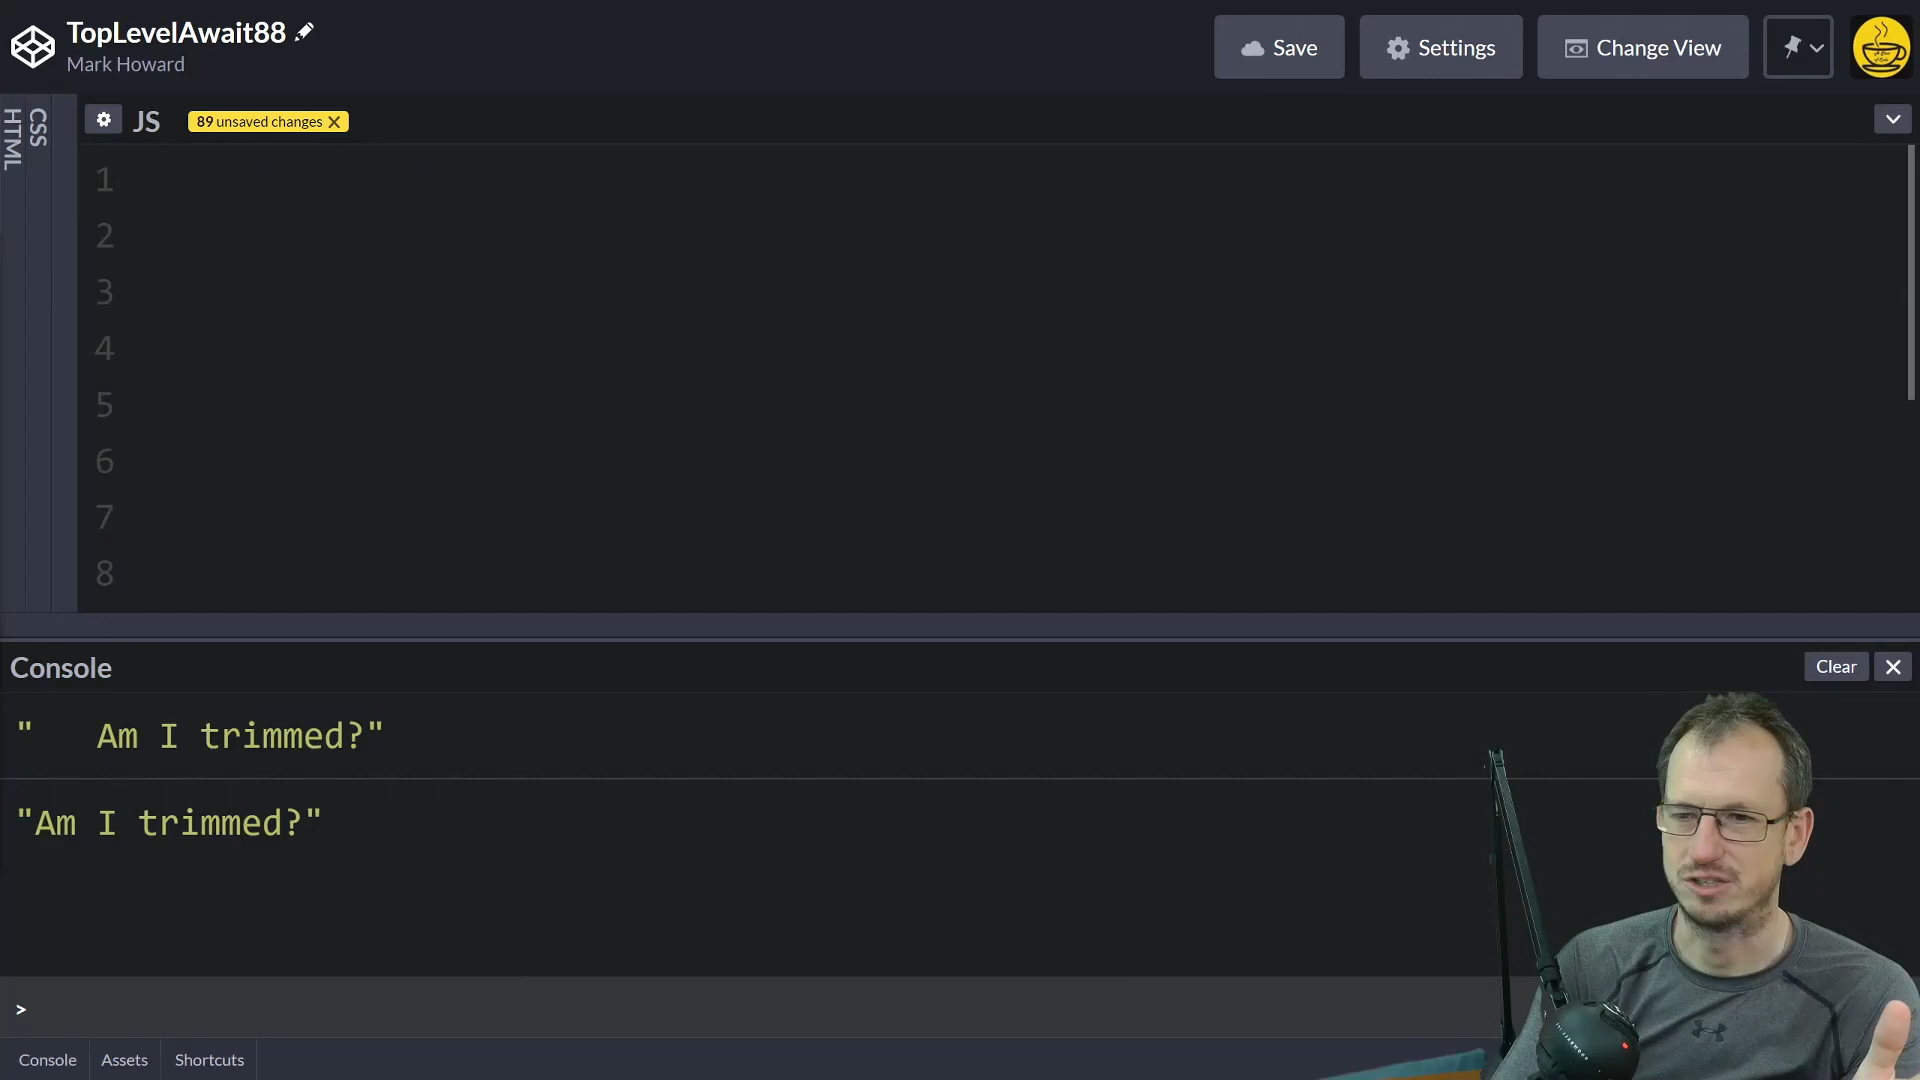 TopLevelAwait88
Mark Howard
Save
Settings
Change View
HTML
CSS
JS
89 unsaved changes
1
2
3
4
5
6
7
8
Console
Clear
"   Am I trimmed?"
"Am I trimmed?"
>
Console
Assets
Shortcuts